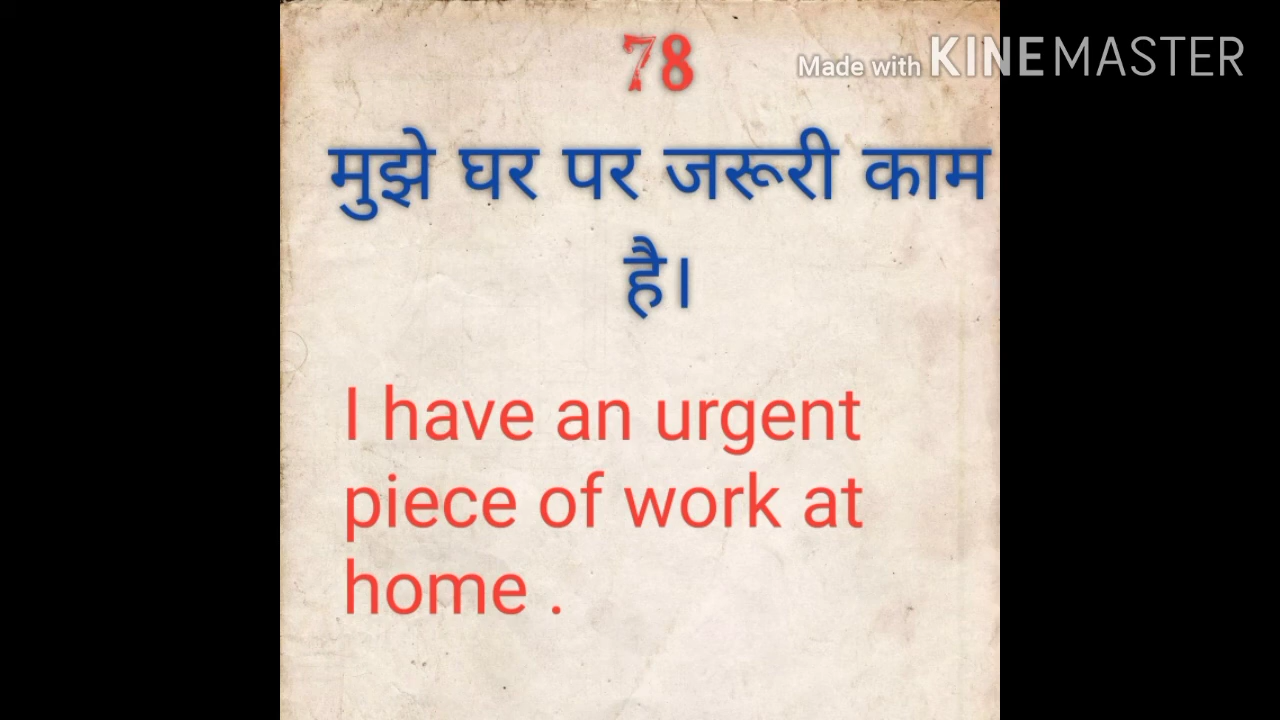 78
Made with KINEMASTER
मुझे घर पर जरूरी काम
है।
I have an urgent
piece of work at
home .